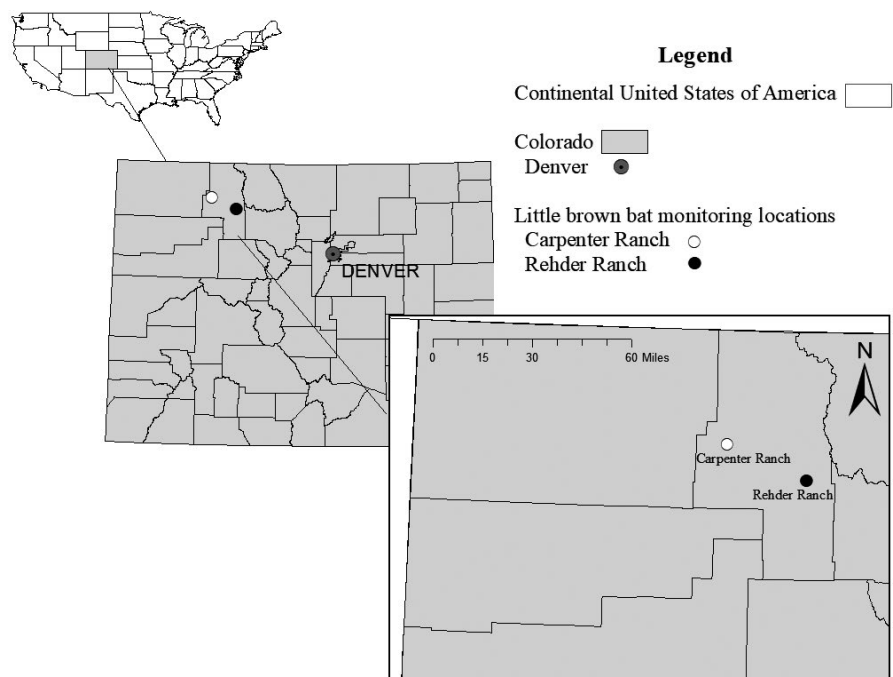 Legend
Continental United States of America
Colorado
Denver
Little brown bat monitoring locations
Carpenter Ranch
Rehder Ranch
DENVER
0 15 30 60 Miles
N
Carpenter Ranch
Rehder Ranch